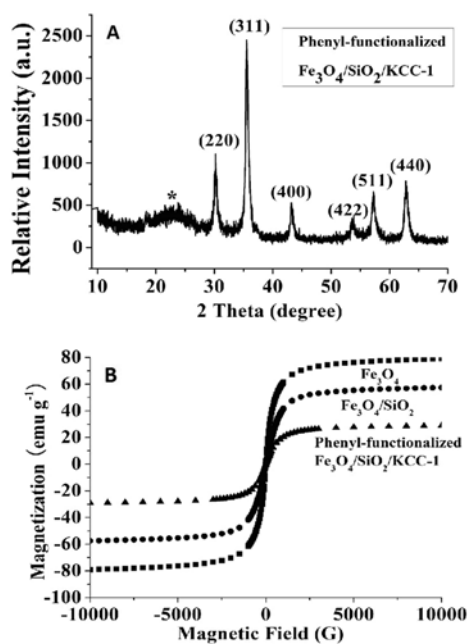 A
(311)
Phenyl-functionalized
Fe₃O₄/SiO₂/KCC-1
(220)
(440)
(511)
(400)
(422)
*
2500
2000
1500
1000
500
0
Relative Intensity (a.u.)
10 20 30 40 50 60 70
2 Theta (degree)
B
Fe₃O₄
Fe₃O₄/SiO₂
Phenyl-functionalized
Fe₃O₄/SiO₂/KCC-1
80
60
40
20
0
-20
-40
-60
-80
-100
Magnetization (emu g⁻¹)
-10000 -5000 0 5000 10000
Magnetic Field (G)